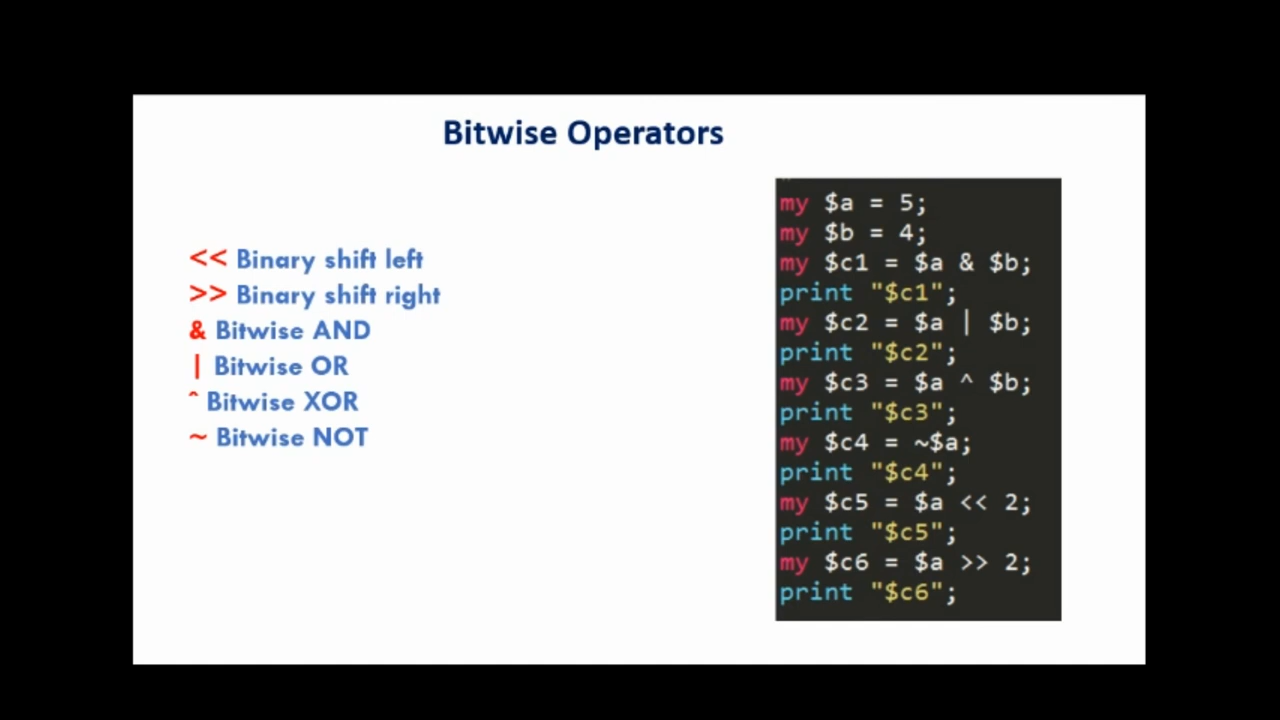 Bitwise Operators
<< Binary shift left
>> Binary shift right
& Bitwise AND
| Bitwise OR
^ Bitwise XOR
~ Bitwise NOT
my $a = 5;
my $b = 4;
my $c1 = $a & $b;
print "$c1";
my $c2 = $a | $b;
print "$c2";
my $c3 = $a ^ $b;
print "$c3";
my $c4 = ~$a;
print "$c4";
my $c5 = $a << 2;
print "$c5";
my $c6 = $a >> 2;
print "$c6";